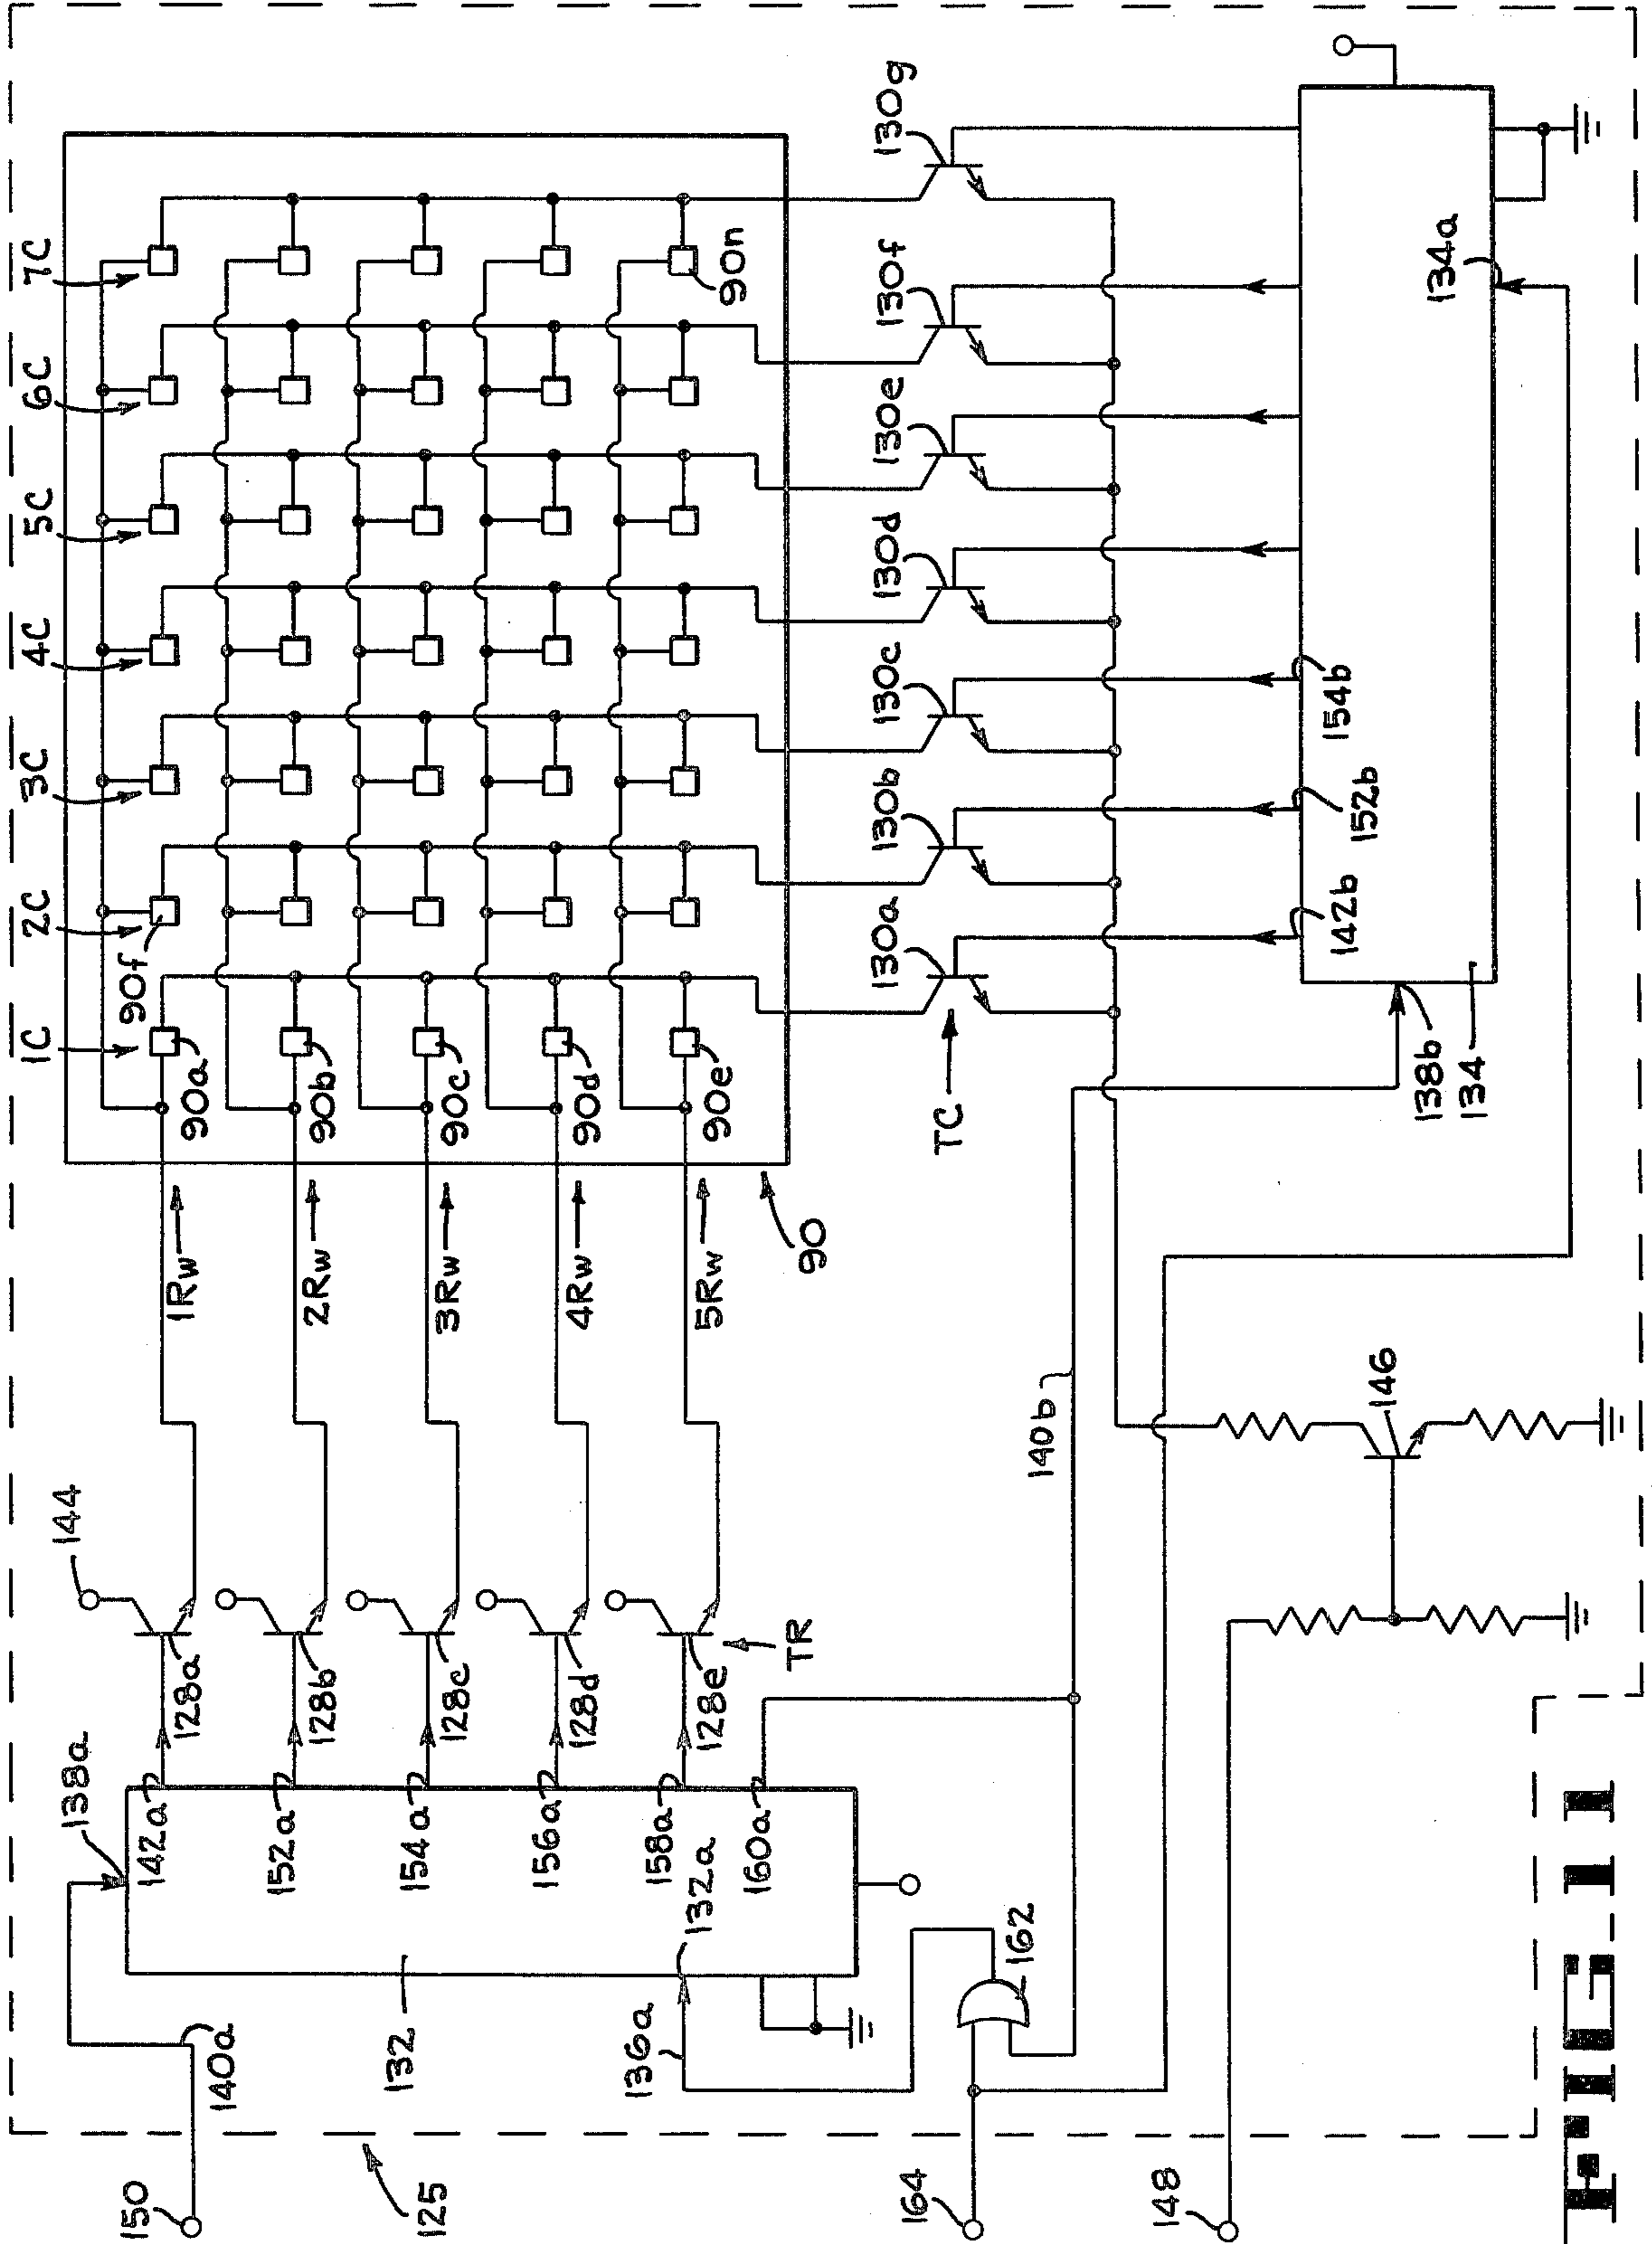 1C
2C
3C
4C
5C
6C
7C
90f
90a
90b
90c
90d
90e
90n
90
1RW
2RW
3RW
4RW
5RW
144
128a
128b
128c
128d
128e
TR
138a
142a
152a
154a
156a
158a
160a
132a
132
136a
140a
150
125
162
164
148
140b
146
TC
130a
130b
130c
130d
130e
130f
130g
142b
152b
154b
134a
138b
134
FIG_11